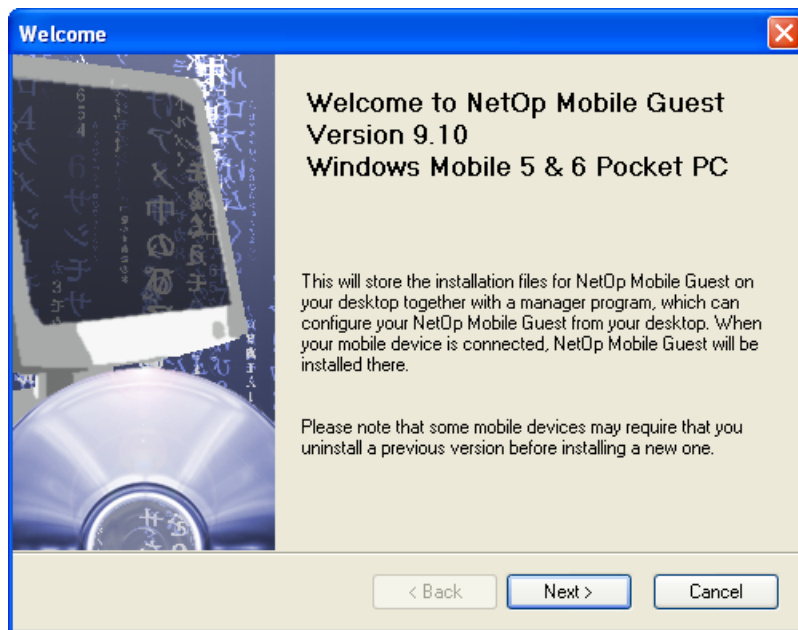 Welcome
Welcome to NetOp Mobile Guest
Version 9.10
Windows Mobile 5 & 6 Pocket PC
This will store the installation files for NetOp Mobile Guest on
your desktop together with a manager program, which can
configure your NetOp Mobile Guest from your desktop. When
your mobile device is connected, NetOp Mobile Guest will be
installed there.
Please note that some mobile devices may require that you
uninstall a previous version before installing a new one.
< Back
Next >
Cancel